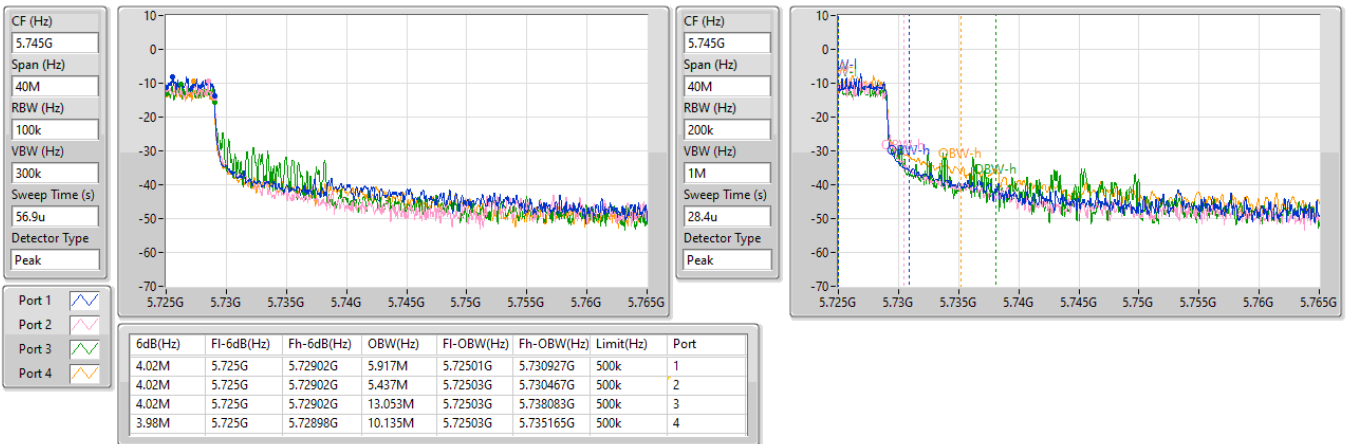 CF (Hz)
5.745G
Span (Hz)
40M
RBW (Hz)
100k
VBW (Hz)
300k
Sweep Time (s)
56.9u
Detector Type
Peak
10
0
-10
-20
-30
-40
-50
-60
-70
5.725G 5.73G 5.735G 5.74G 5.745G 5.75G 5.755G 5.76G 5.765G
CF (Hz)
5.745G
Span (Hz)
40M
RBW (Hz)
200k
VBW (Hz)
1M
Sweep Time (s)
28.4u
Detector Type
Peak
10
0
-10
-20
-30
-40
-50
-60
-70
OBW-h
OBW-h
OBW-h
5.725G 5.73G 5.735G 5.74G 5.745G 5.75G 5.755G 5.76G 5.765G
Port 1
Port 2
Port 3
Port 4
6dB(Hz) Fl-6dB(Hz) Fh-6dB(Hz) OBW(Hz) Fl-OBW(Hz) Fh-OBW(Hz) Limit(Hz) Port
4.02M 5.725G 5.72902G 5.917M 5.72501G 5.730927G 500k 1
4.02M 5.725G 5.72902G 5.437M 5.72503G 5.730467G 500k 2
4.02M 5.725G 5.72902G 13.053M 5.72503G 5.738083G 500k 3
3.98M 5.725G 5.72898G 10.135M 5.72503G 5.735165G 500k 4